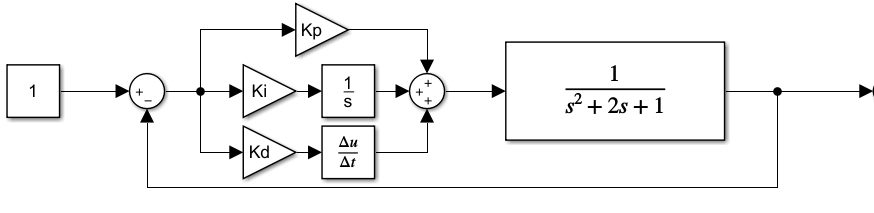 Kp
1
+
−
Ki
1
s
+
+
+
1
s² + 2s + 1
Kd
Δu
Δt